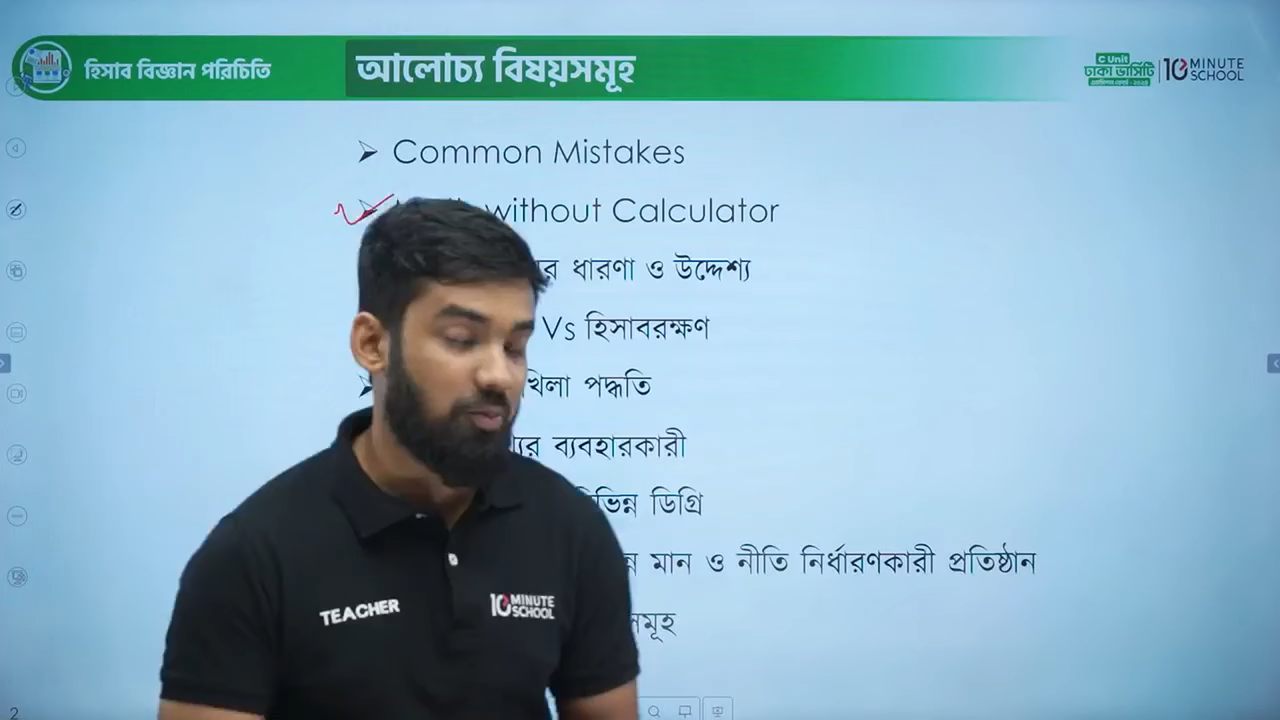 হিসাব বিজ্ঞান পরিচিতি
আলোচ্য বিষয়সমূহ
C Unit
ঢাকা ভার্সিটি
10 MINUTE SCHOOL
Common Mistakes
without Calculator
ধারণা ও উদ্দেশ্য
Vs হিসাবরক্ষণ
পদ্ধতি
ব্যবহারকারী
ডিগ্রি
মান ও নীতি নির্ধারণকারী প্রতিষ্ঠান
TEACHER
10 MINUTE SCHOOL
2